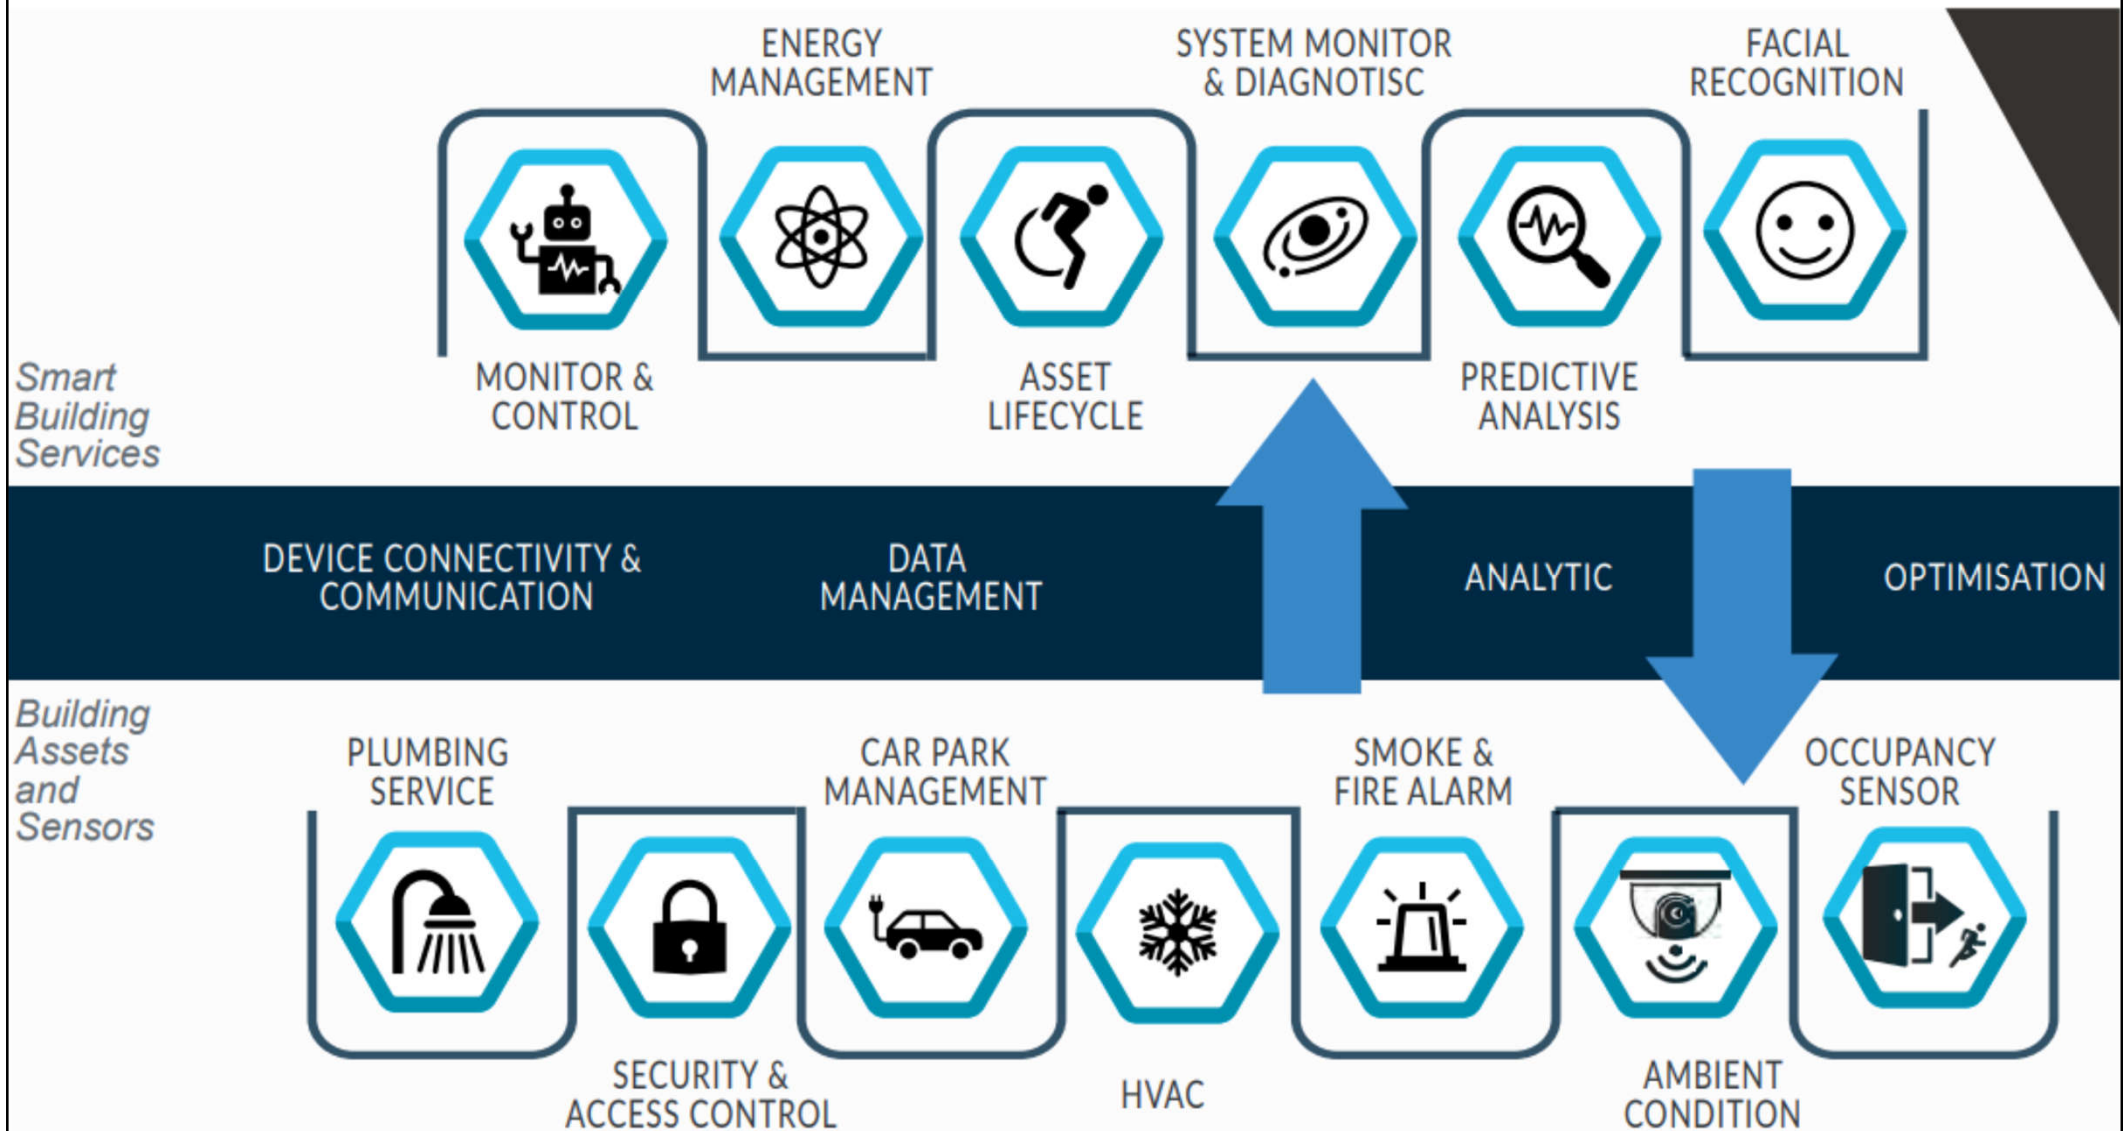 ENERGY
MANAGEMENT
SYSTEM MONITOR
& DIAGNOTISC
FACIAL
RECOGNITION
MONITOR &
CONTROL
ASSET
LIFECYCLE
PREDICTIVE
ANALYSIS
Smart
Building
Services
DEVICE CONNECTIVITY &
COMMUNICATION
DATA
MANAGEMENT
ANALYTIC
OPTIMISATION
Building
Assets
and
Sensors
PLUMBING
SERVICE
CAR PARK
MANAGEMENT
SMOKE &
FIRE ALARM
OCCUPANCY
SENSOR
SECURITY &
ACCESS CONTROL
HVAC
AMBIENT
CONDITION